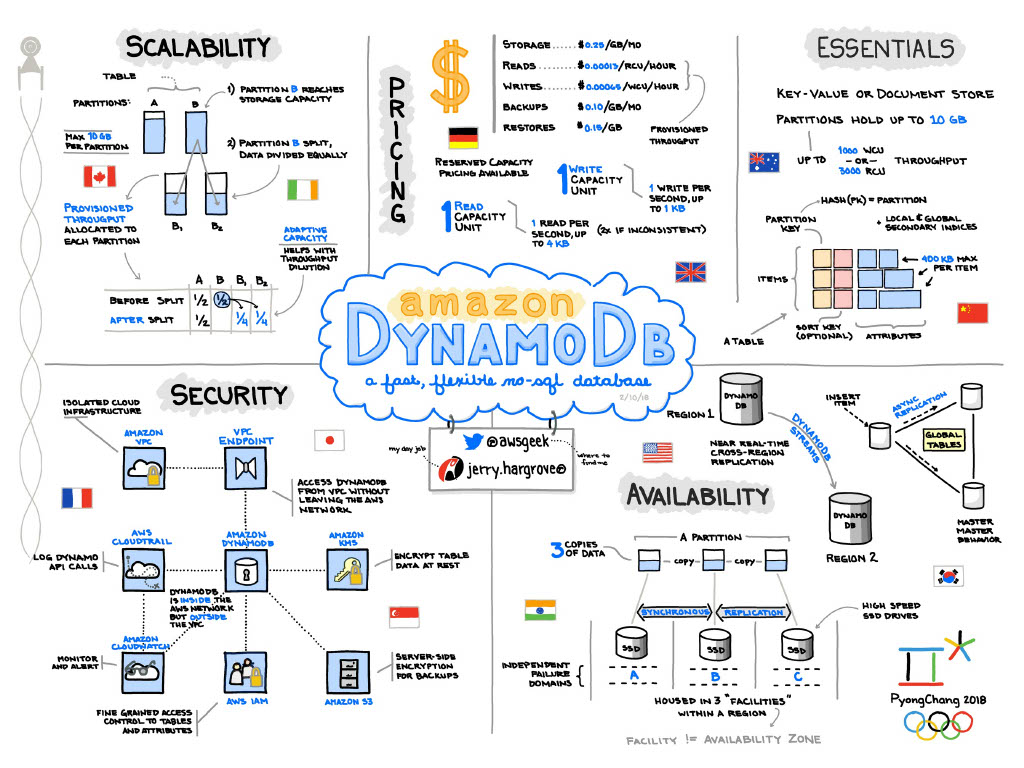 SCALABILITY
TABLE
PARTITIONS:
A
B
1) PARTITION B REACHES
STORAGE CAPACITY
MAX 10 GB
PER PARTITION
2) PARTITION B SPLIT,
DATA DIVIDED EQUALLY
PROVISIONED
THROUGPUT
ALLOCATED TO
EACH PARTITION
B1
B2
ADAPTIVE
CAPACITY
HELPS WITH
THROUGHPUT
DILUTION
A B B1 B2
BEFORE SPLIT 1/2 1/2
AFTER SPLIT 1/2 1/4 1/4
PRICING
$
STORAGE ..... $0.25/GB/MO
READS ........ $0.00013/RCU/HOUR
WRITES ....... $0.00065/WCU/HOUR
BACKUPS $0.10/GB/MO
RESTORES $0.15/GB
PROVISIONED
THROUGHPUT
RESERVED CAPACITY
PRICING AVAILABLE
1 WRITE
CAPACITY
UNIT
1 WRITE PER
SECOND, UP
TO 1 KB
1 READ
CAPACITY
UNIT
1 READ PER
SECOND, UP
TO 4 KB
(2X IF INCONSISTENT)
ESSENTIALS
KEY-VALUE OR DOCUMENT STORE
PARTITIONS HOLD UP TO 10 GB
UP TO
1000 WCU
-OR-
3000 RCU
THROUGHPUT
HASH(PK) = PARTITION
+ LOCAL & GLOBAL
SECONDARY INDICES
PARTITION
KEY
400 KB MAX
PER ITEM
ITEMS
A TABLE
SORT KEY
(OPTIONAL)
ATTRIBUTES
amazon
DYNAMODB
a fast, flexible no-sql database
2/10/18
my day job
@awsgeek
jerry.hargrove@
where to
find me
SECURITY
ISOLATED CLOUD
INFRASTRUCTURE
AMAZON
VPC
VPC
ENDPOINT
ACCESS DYNAMODB
FROM VPC WITHOUT
LEAVING THE AWS
NETWORK
AWS
CLOUDTRAIL
AMAZON
DYNAMODB
AMAZON
KMS
LOG DYNAMO
API CALLS
ENCRYPT TABLE
DATA AT REST
DYNAMODB
IS INSIDE THE
AWS NETWORK
BUT OUTSIDE
THE VPC
AMAZON
CLOUDWATCH
MONITOR
AND ALERT
AWS IAM
AMAZON S3
SERVER-SIDE
ENCRYPTION
FOR BACKUPS
FINE GRAINED ACCESS
CONTROL TO TABLES
AND ATTRIBUTES
AVAILABILITY
REGION 1
DYNAMO
DB
DYNAMODB
STREAMS
NEAR REAL-TIME
CROSS-REGION
REPLICATION
DYNAMO
DB
REGION 2
INSERT
ITEM
ASYNC
REPLICATION
GLOBAL
TABLES
MASTER
MASTER
BEHAVIOR
3 COPIES
OF DATA
A PARTITION
COPY
COPY
SYNCHRONOUS
REPLICATION
HIGH SPEED
SSD DRIVES
SSD
SSD
SSD
INDEPENDENT
FAILURE
DOMAINS
A
B
C
HOUSED IN 3 "FACILITIES"
WITHIN A REGION
FACILITY != AVAILABILITY ZONE
PyeongChang 2018